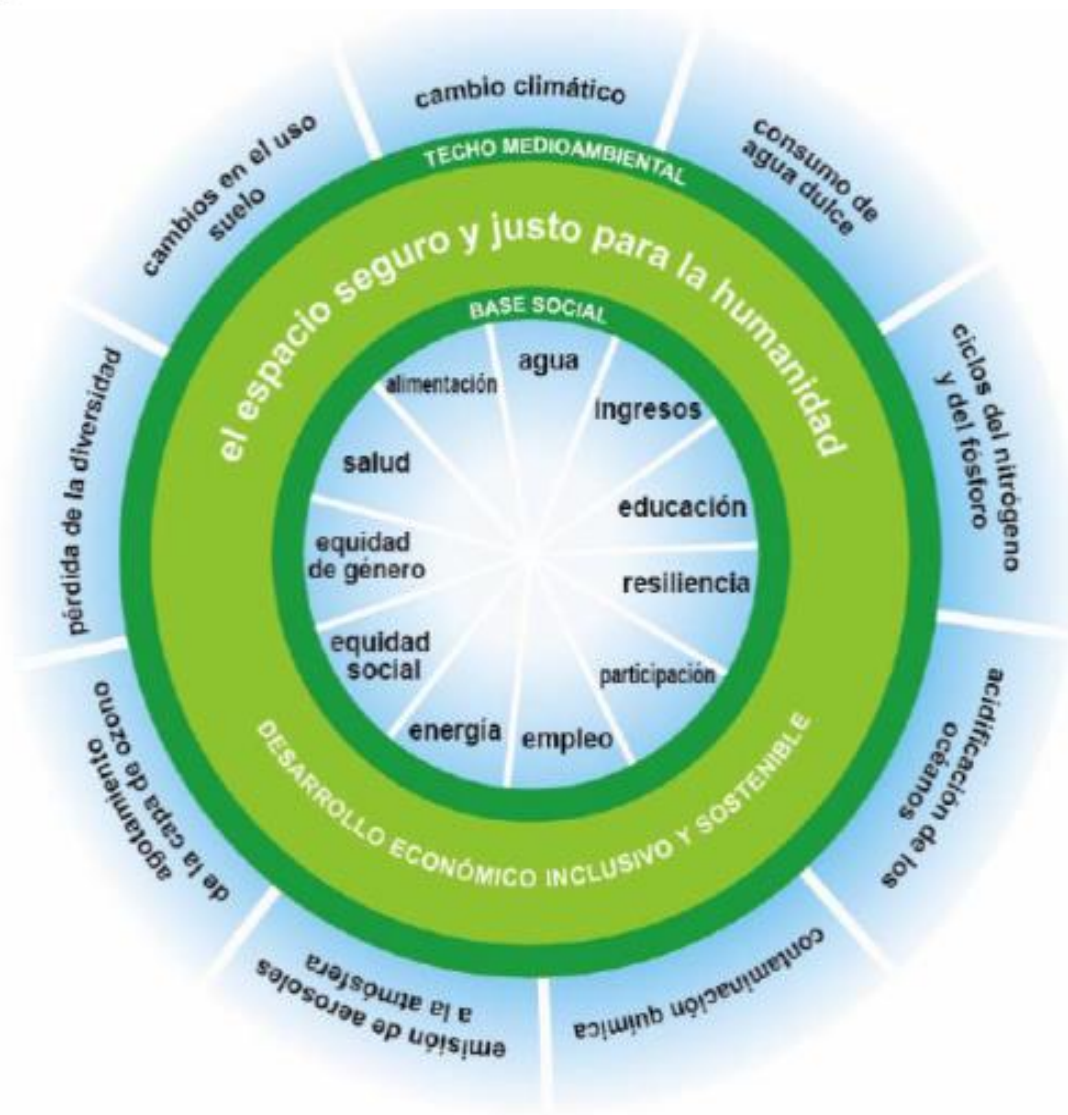 cambio climático
consumo de
agua dulce
ciclos del nitrógeno
y del fósforo
acidificación de los
océanos
contaminación química
emisión de aerosoles
a la atmósfera
agotamiento
de la capa de ozono
pérdida de la diversidad
cambios en el uso
suelo
TECHO MEDIOAMBIENTAL
el espacio seguro y justo para la humanidad
BASE SOCIAL
agua
ingresos
educación
resiliencia
participación
empleo
energía
equidad
social
equidad
de género
salud
alimentación
DESARROLLO ECONÓMICO INCLUSIVO Y SOSTENIBLE